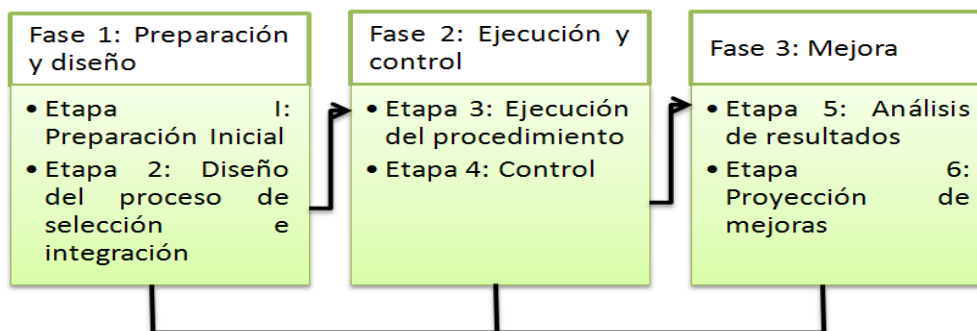 Fase 1: Preparación
y diseño
• Etapa I:
Preparación Inicial
• Etapa 2: Diseño
del proceso de
selección e
integración
Fase 2: Ejecución y
control
• Etapa 3: Ejecución
del procedimiento
• Etapa 4: Control
Fase 3: Mejora
• Etapa 5: Análisis
de resultados
• Etapa 6:
Proyección de
mejoras